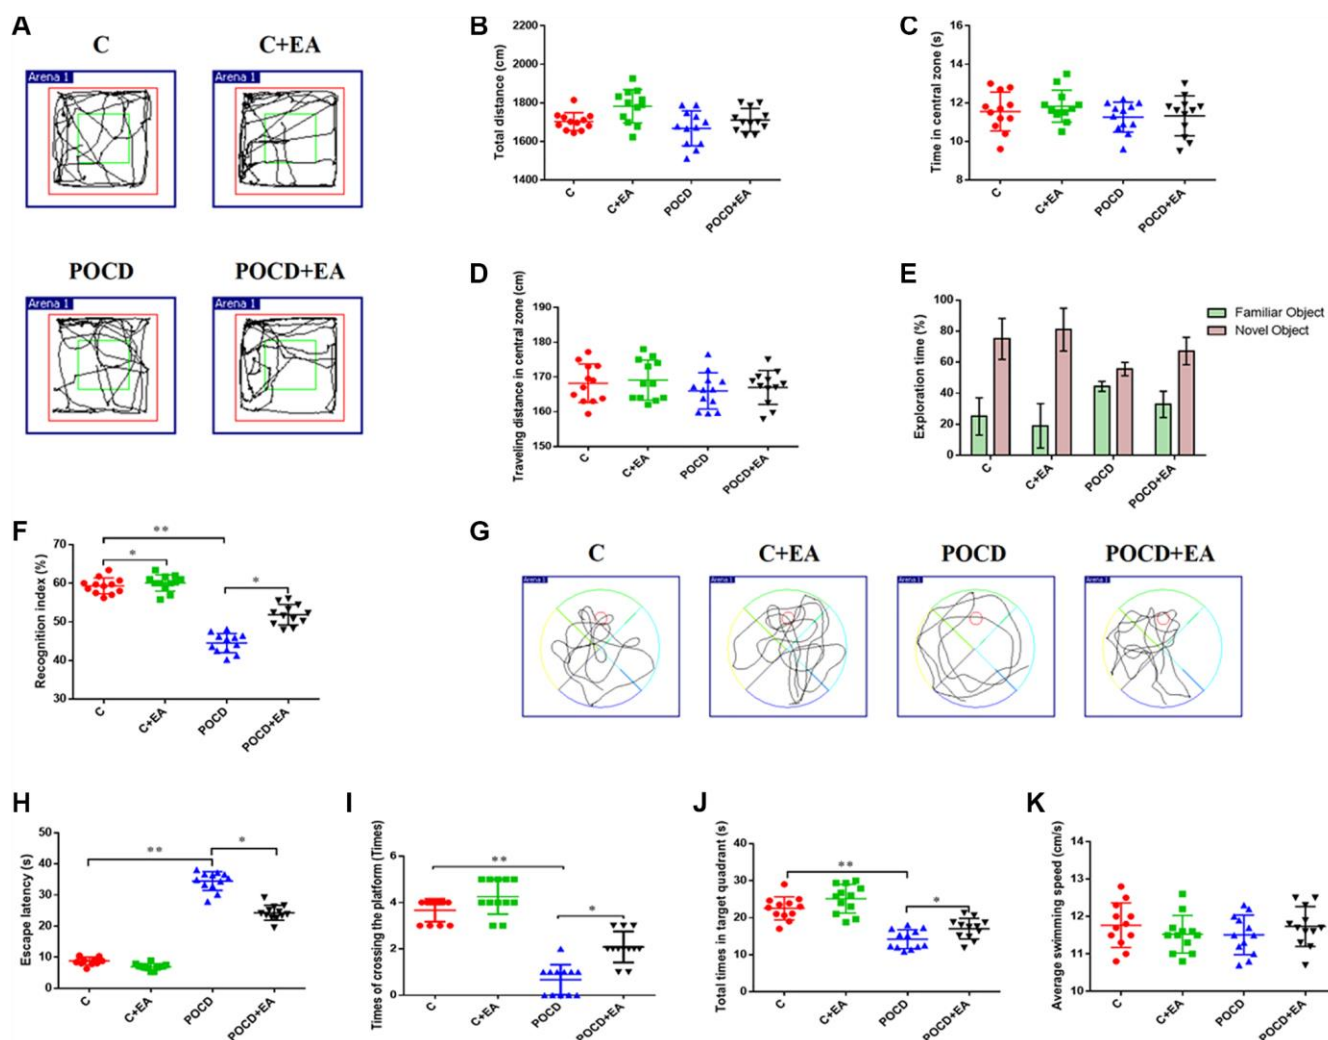 A
C
C+EA
Arena 1
Arena 1
POCD
POCD+EA
Arena 1
Arena 1
B
Total distance (cm)
2200
2000
1800
1600
1400
C
C+EA
POCD
POCD+EA
C
Time in central zone (s)
16
14
12
10
8
6
C
C+EA
POCD
POCD+EA
D
Traveling distance in central zone (cm)
190
180
170
160
150
C
C+EA
POCD
POCD+EA
E
Exploration time (%)
100
80
60
40
20
0
Familiar Object
Novel Object
C
C+EA
POCD
POCD+EA
F
Recognition index (%)
70
60
50
40
30
**
*
*
C
C+EA
POCD
POCD+EA
G
C
C+EA
POCD
POCD+EA
Arena 1
Arena 1
Arena 1
Arena 1
H
Escape latency (s)
50
40
30
20
10
0
**
*
C
C+EA
POCD
POCD+EA
I
Times of crossing the platform (Times)
6
4
2
0
**
*
C
C+EA
POCD
POCD+EA
J
Total times in target quadrant (s)
40
30
20
10
0
**
*
C
C+EA
POCD
POCD+EA
K
Average swimming speed (cm/s)
14
13
12
11
10
C
C+EA
POCD
POCD+EA